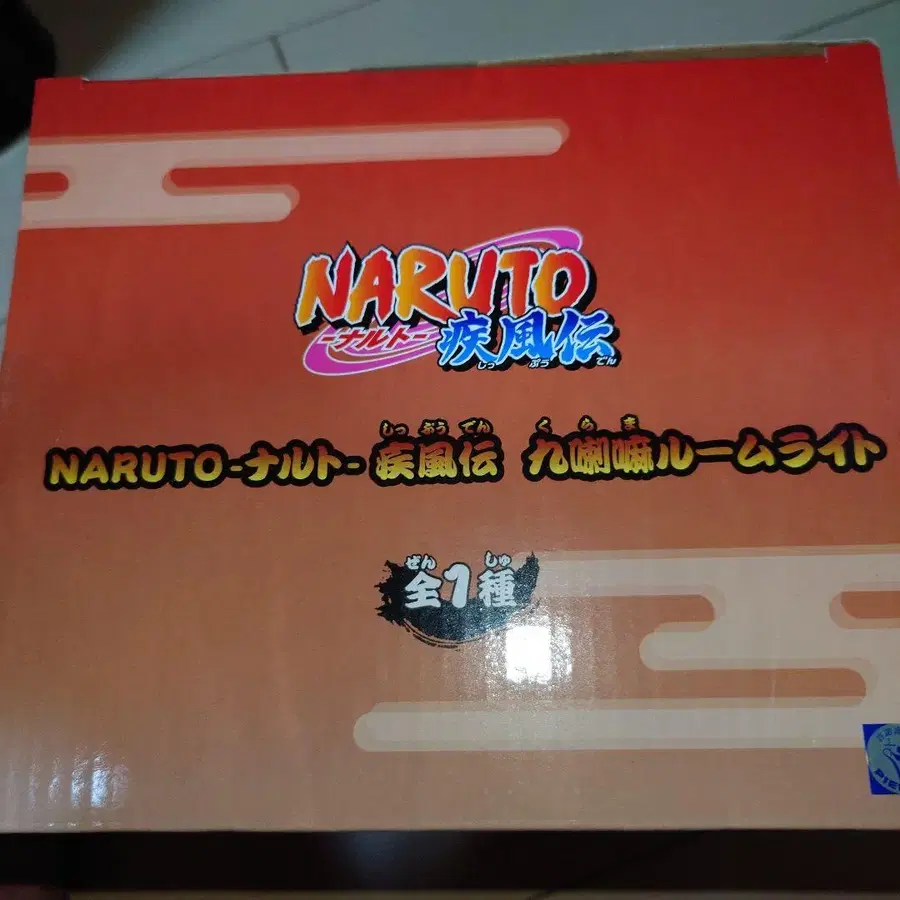 NARUTO
-ナルト- 疾風伝
しっ ぷう でん
しっ ぷう でん く ら ま
NARUTO-ナルト- 疾風伝 九喇嘛ルームライト
ぜん しゅ
全1種